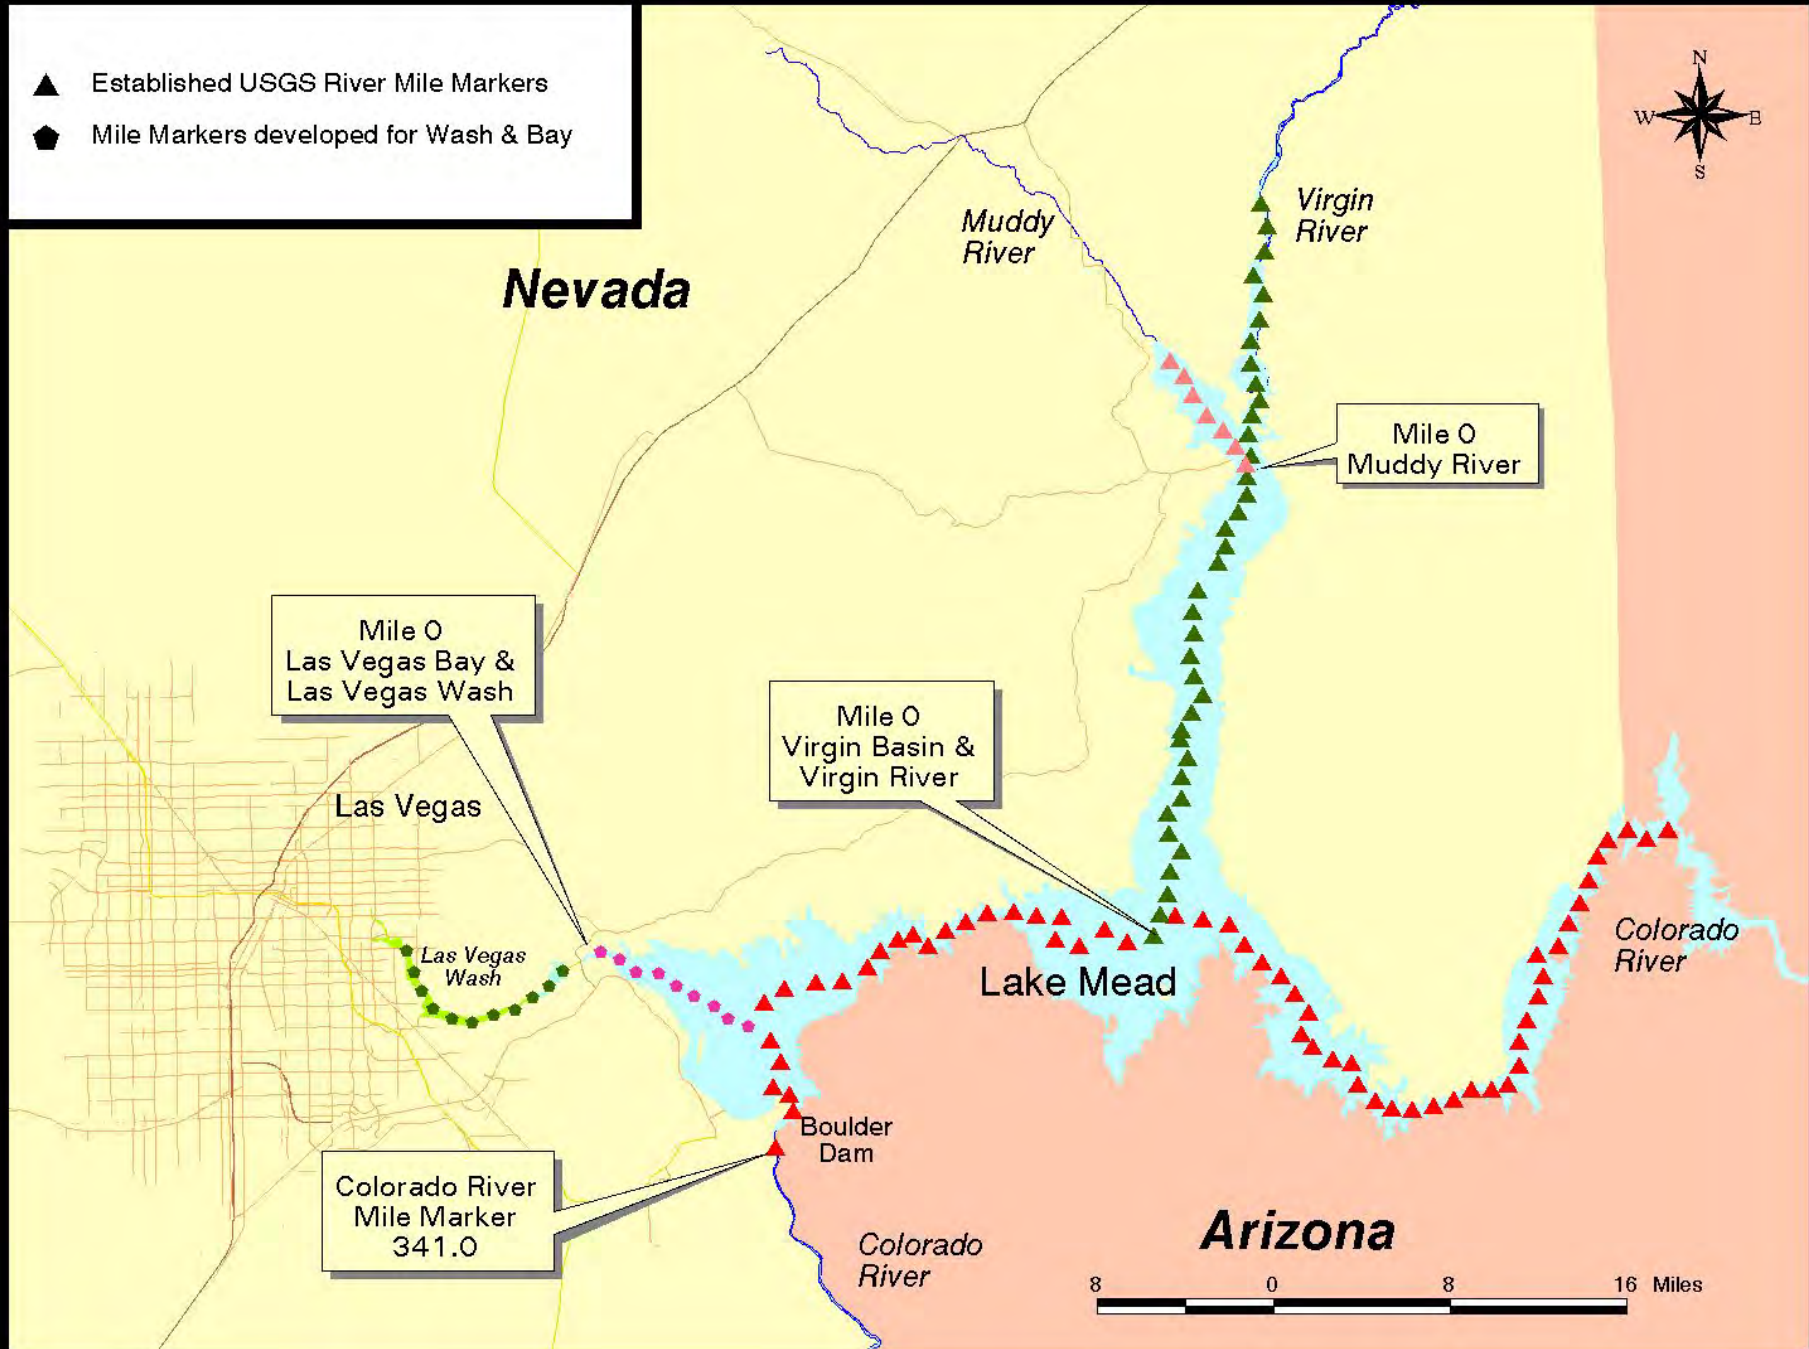 Established USGS River Mile Markers
Mile Markers developed for Wash & Bay
N
W
E
S
Virgin
River
Muddy
River
Nevada
Mile 0
Muddy River
Mile 0
Las Vegas Bay &
Las Vegas Wash
Mile 0
Virgin Basin &
Virgin River
Las Vegas
Las Vegas
Wash
Lake Mead
Colorado
River
Boulder
Dam
Colorado River
Mile Marker
341.0
Colorado
River
Arizona
8 0 8 16 Miles